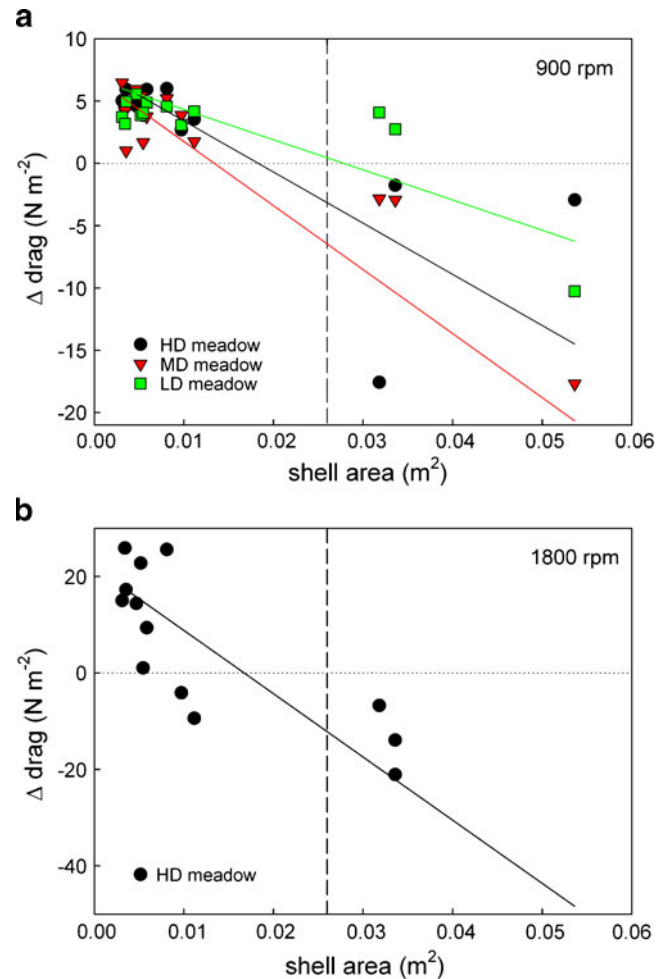 a
10
5
0
-5
-10
-15
-20
Δ drag (N m⁻²)
900 rpm
HD meadow
MD meadow
LD meadow
0.00 0.01 0.02 0.03 0.04 0.05 0.06
shell area (m²)
b
20
0
-20
-40
Δ drag (N m⁻²)
1800 rpm
HD meadow
0.00 0.01 0.02 0.03 0.04 0.05 0.06
shell area (m²)